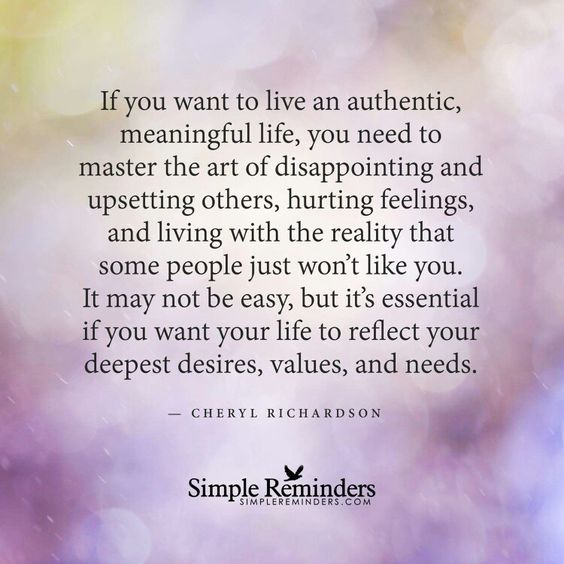 If you want to live an authentic,
meaningful life, you need to
master the art of disappointing and
upsetting others, hurting feelings,
and living with the reality that
some people just won't like you.
It may not be easy, but it's essential
if you want your life to reflect your
deepest desires, values, and needs.
— CHERYL RICHARDSON
Simple Reminders
SIMPLEREMINDERS.COM